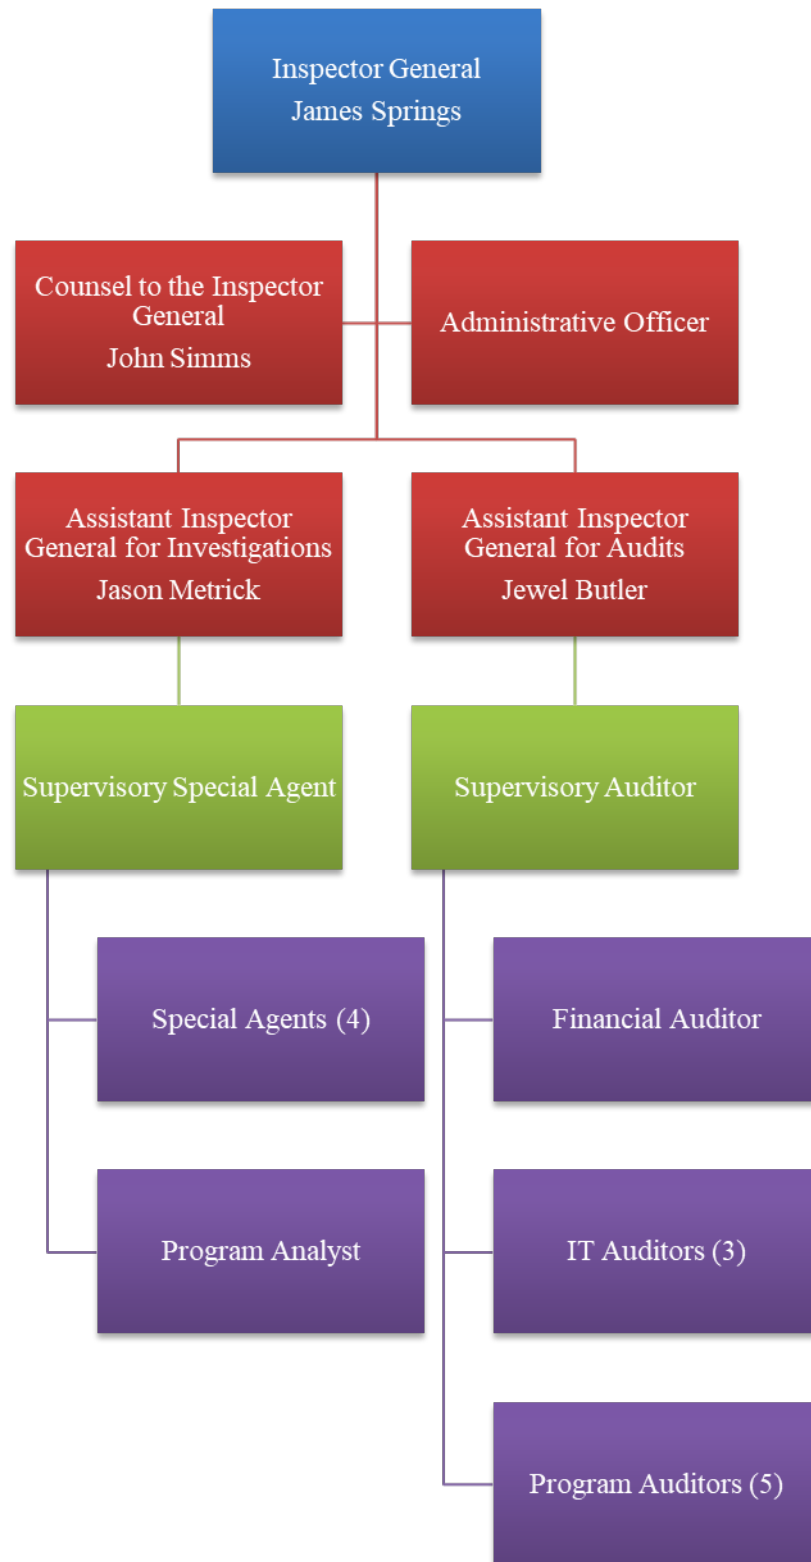 Inspector General
James Springs
Counsel to the Inspector
General
John Simms
Administrative Officer
Assistant Inspector
General for Investigations
Jason Metrick
Assistant Inspector
General for Audits
Jewel Butler
Supervisory Special Agent
Supervisory Auditor
Special Agents (4)
Financial Auditor
Program Analyst
IT Auditors (3)
Program Auditors (5)